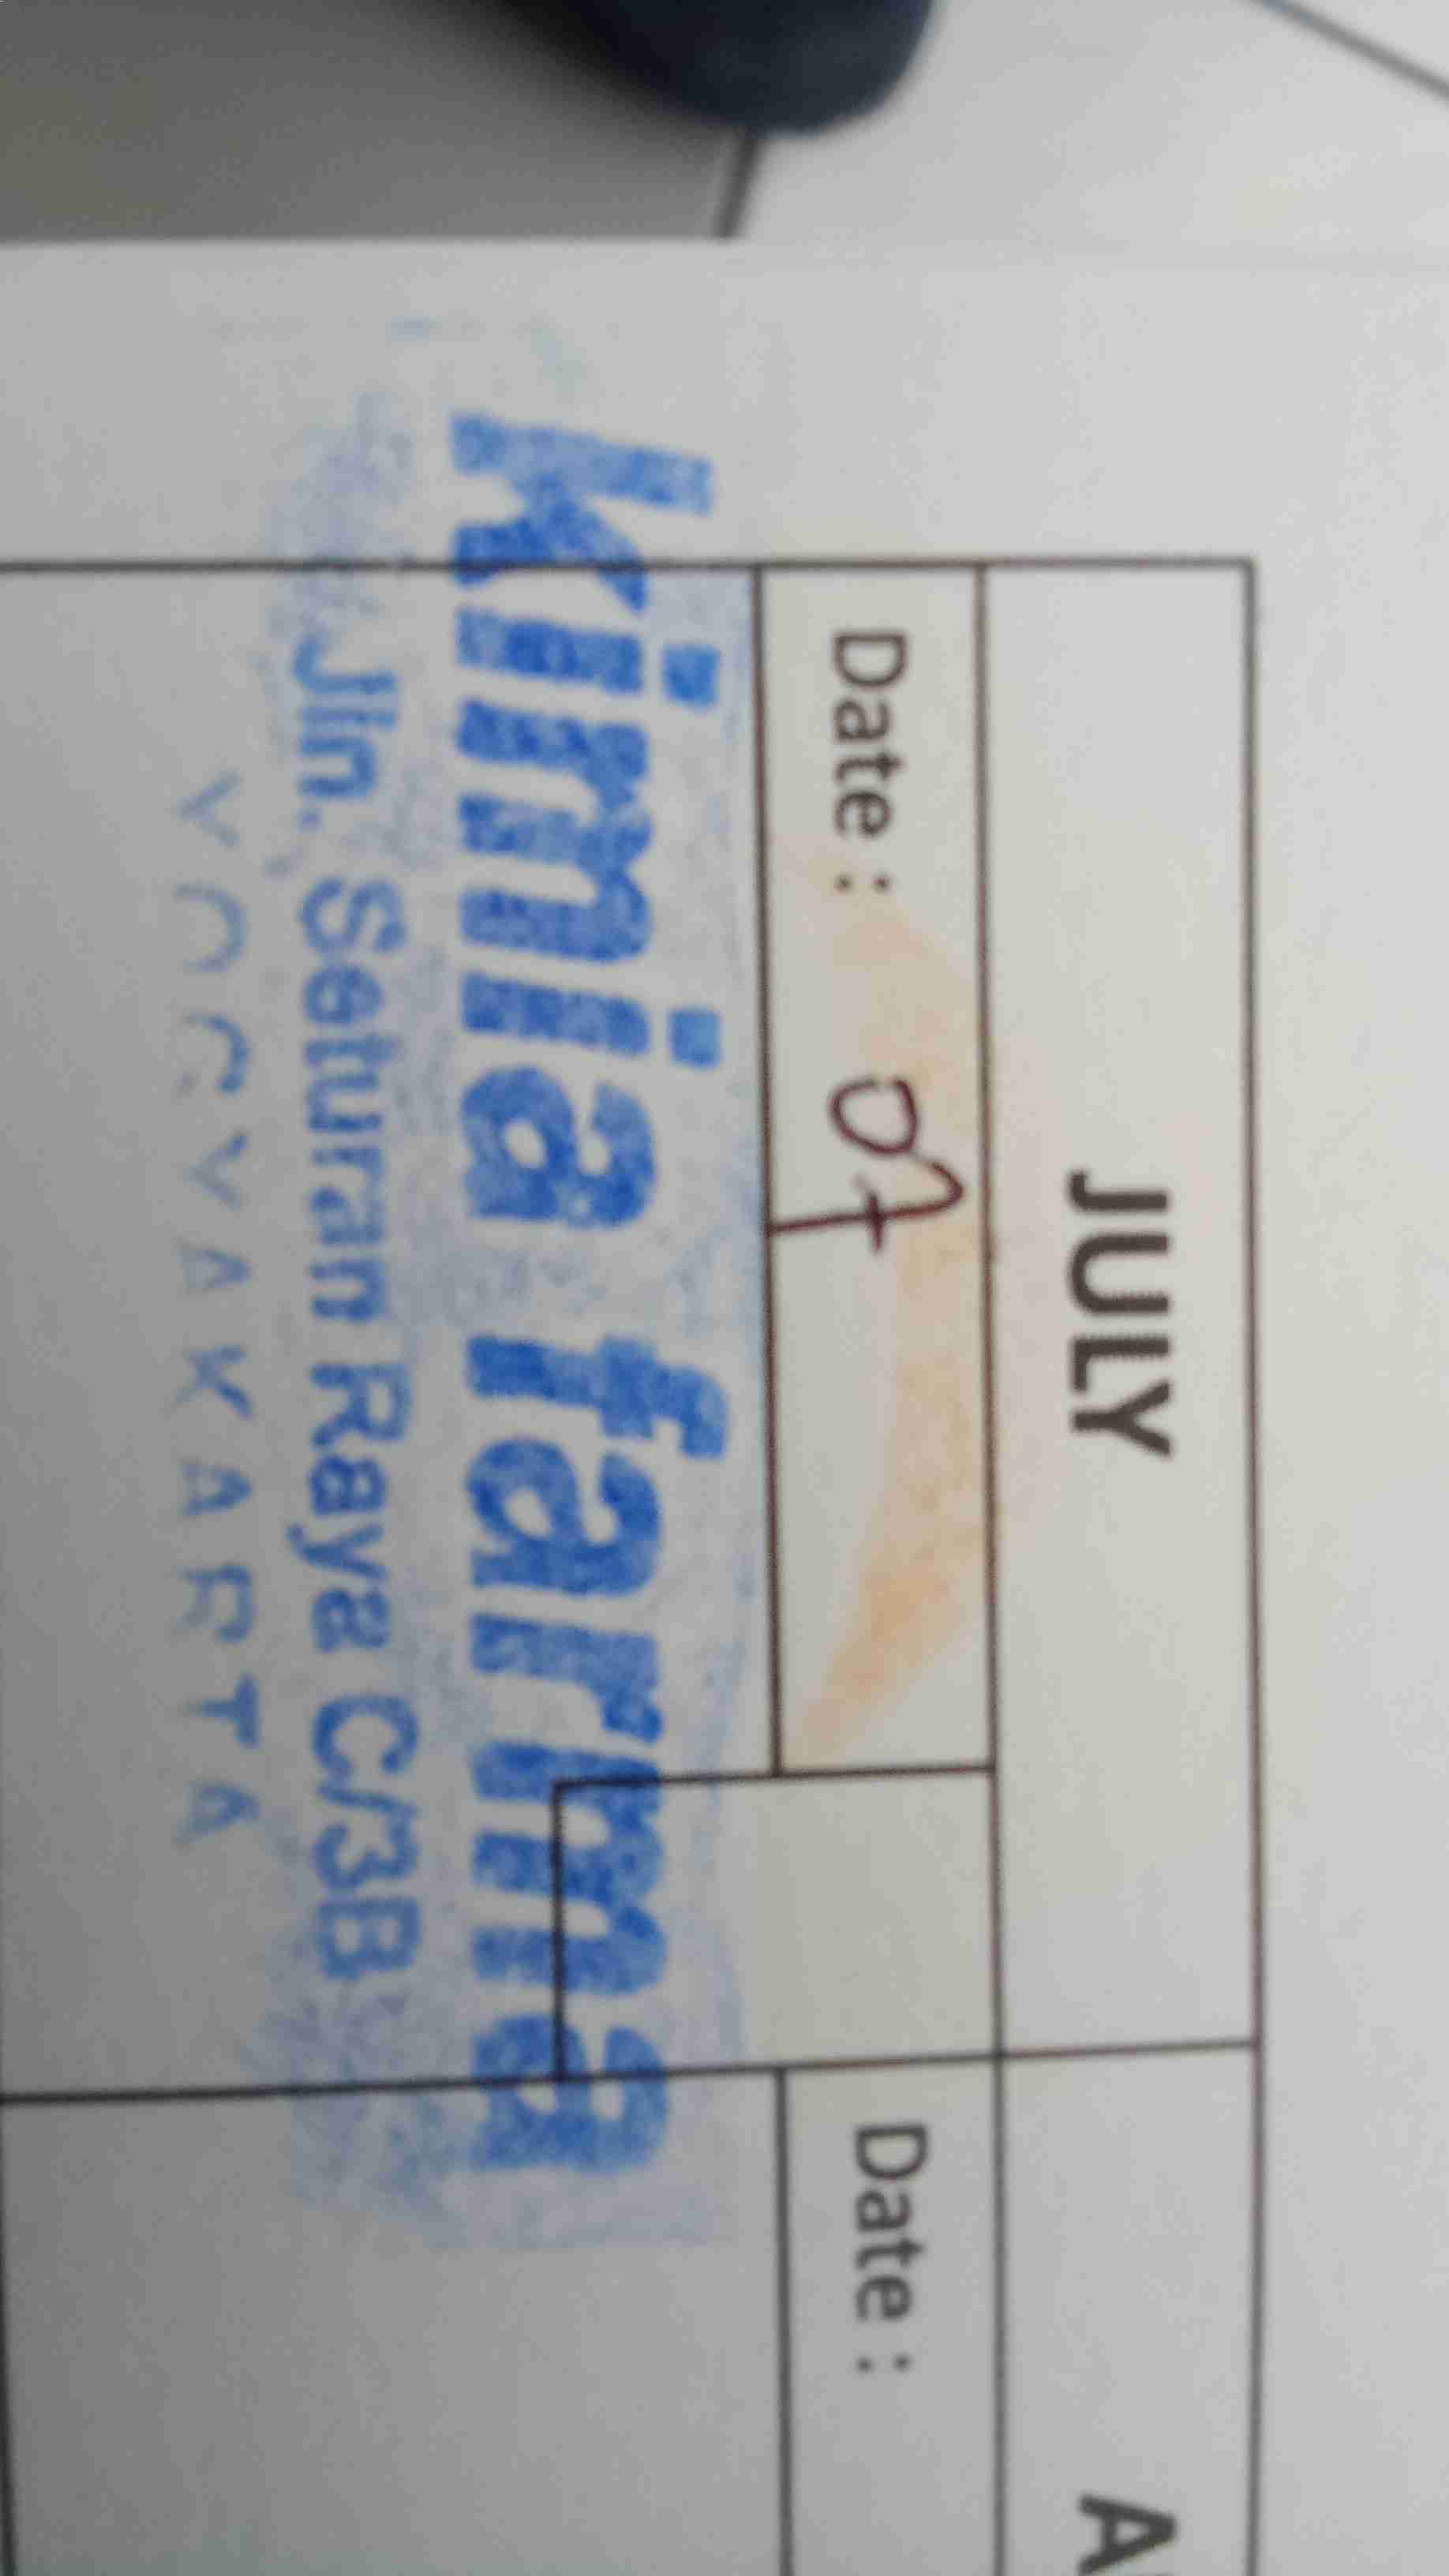 JULY
Date : 07
Date :
kimia farma
Jln. Seturan Raya C/3B
YOGYAKARTA